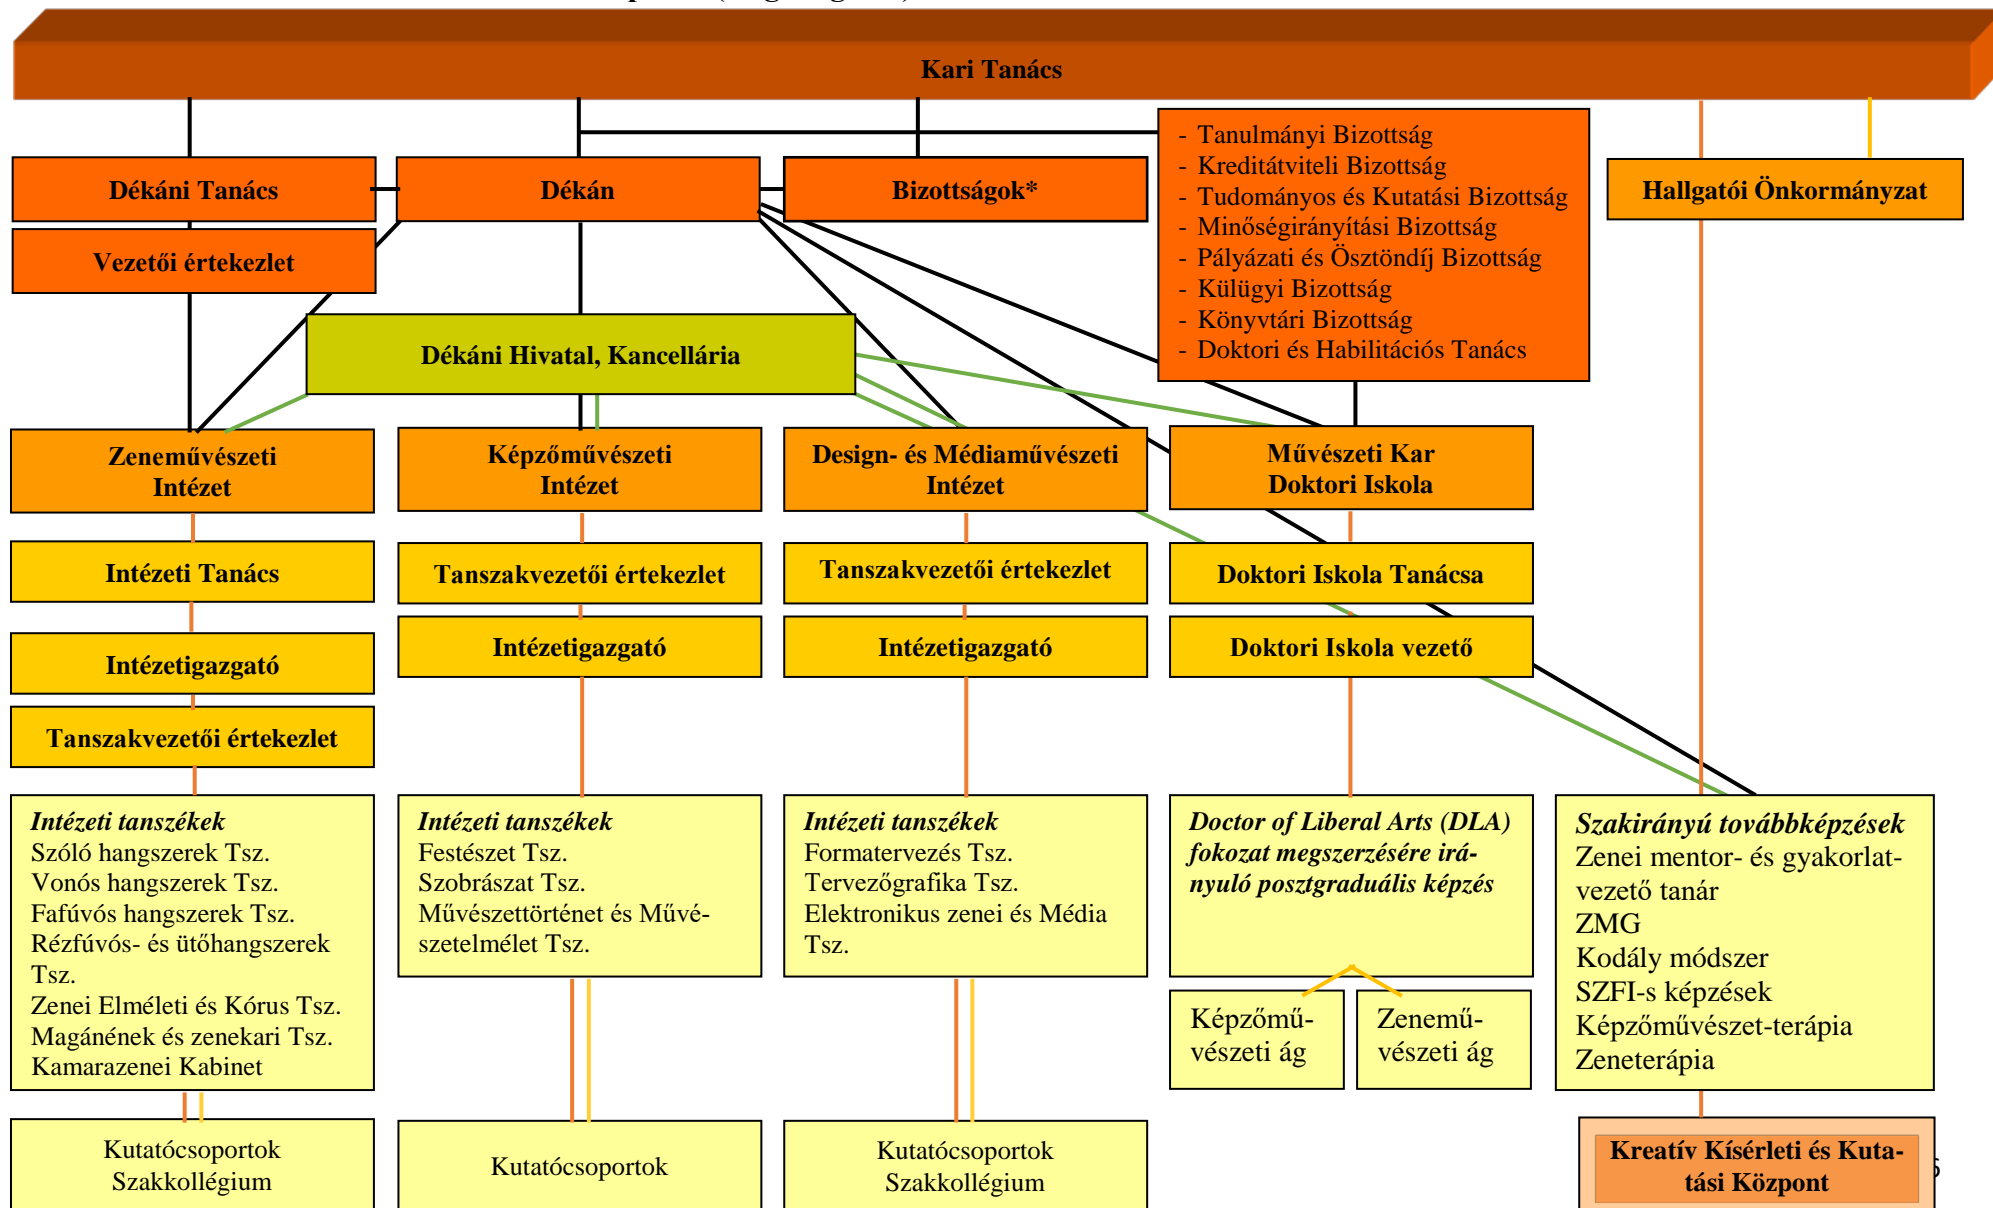 Kari Tanács
Dékáni Tanács
Dékán
Bizottságok*
- Tanulmányi Bizottság
- Kreditátviteli Bizottság
- Tudományos és Kutatási Bizottság
- Minőségirányítási Bizottság
- Pályázati és Ösztöndíj Bizottság
- Külügyi Bizottság
- Könyvtári Bizottság
- Doktori és Habilitációs Tanács
Hallgatói Önkormányzat
Vezetői értekezlet
Dékáni Hivatal, Kancellária
Zeneművészeti
Intézet
Képzőművészeti
Intézet
Design- és Médiaművészeti
Intézet
Művészeti Kar
Doktori Iskola
Intézeti Tanács
Tanszakvezetői értekezlet
Tanszakvezetői értekezlet
Doktori Iskola Tanácsa
Intézetigazgató
Intézetigazgató
Intézetigazgató
Doktori Iskola vezető
Tanszakvezetői értekezlet
Intézeti tanszékek
Szóló hangszerek Tsz.
Vonós hangszerek Tsz.
Fafúvós hangszerek Tsz.
Rézfúvós- és ütőhangszerek
Tsz.
Zenei Elméleti és Kórus Tsz.
Magánének és zenekari Tsz.
Kamarazenei Kabinet
Intézeti tanszékek
Festészet Tsz.
Szobrászat Tsz.
Művészettörténet és Művé-
szetelmélet Tsz.
Intézeti tanszékek
Formatervezés Tsz.
Tervezőgrafika Tsz.
Elektronikus zenei és Média
Tsz.
Doctor of Liberal Arts (DLA)
fokozat megszerzésére irá-
nyuló posztgraduális képzés
Képzőmű-
vészeti ág
Zenemű-
vészeti ág
Szakirányú továbbképzések
Zenei mentor- és gyakorlat-
vezető tanár
ZMG
Kodály módszer
SZFI-s képzések
Képzőművészet-terápia
Zeneterápia
Kutatócsoportok
Szakkollégium
Kutatócsoportok
Kutatócsoportok
Szakkollégium
Kreatív Kísérleti és Kuta-
tási Központ